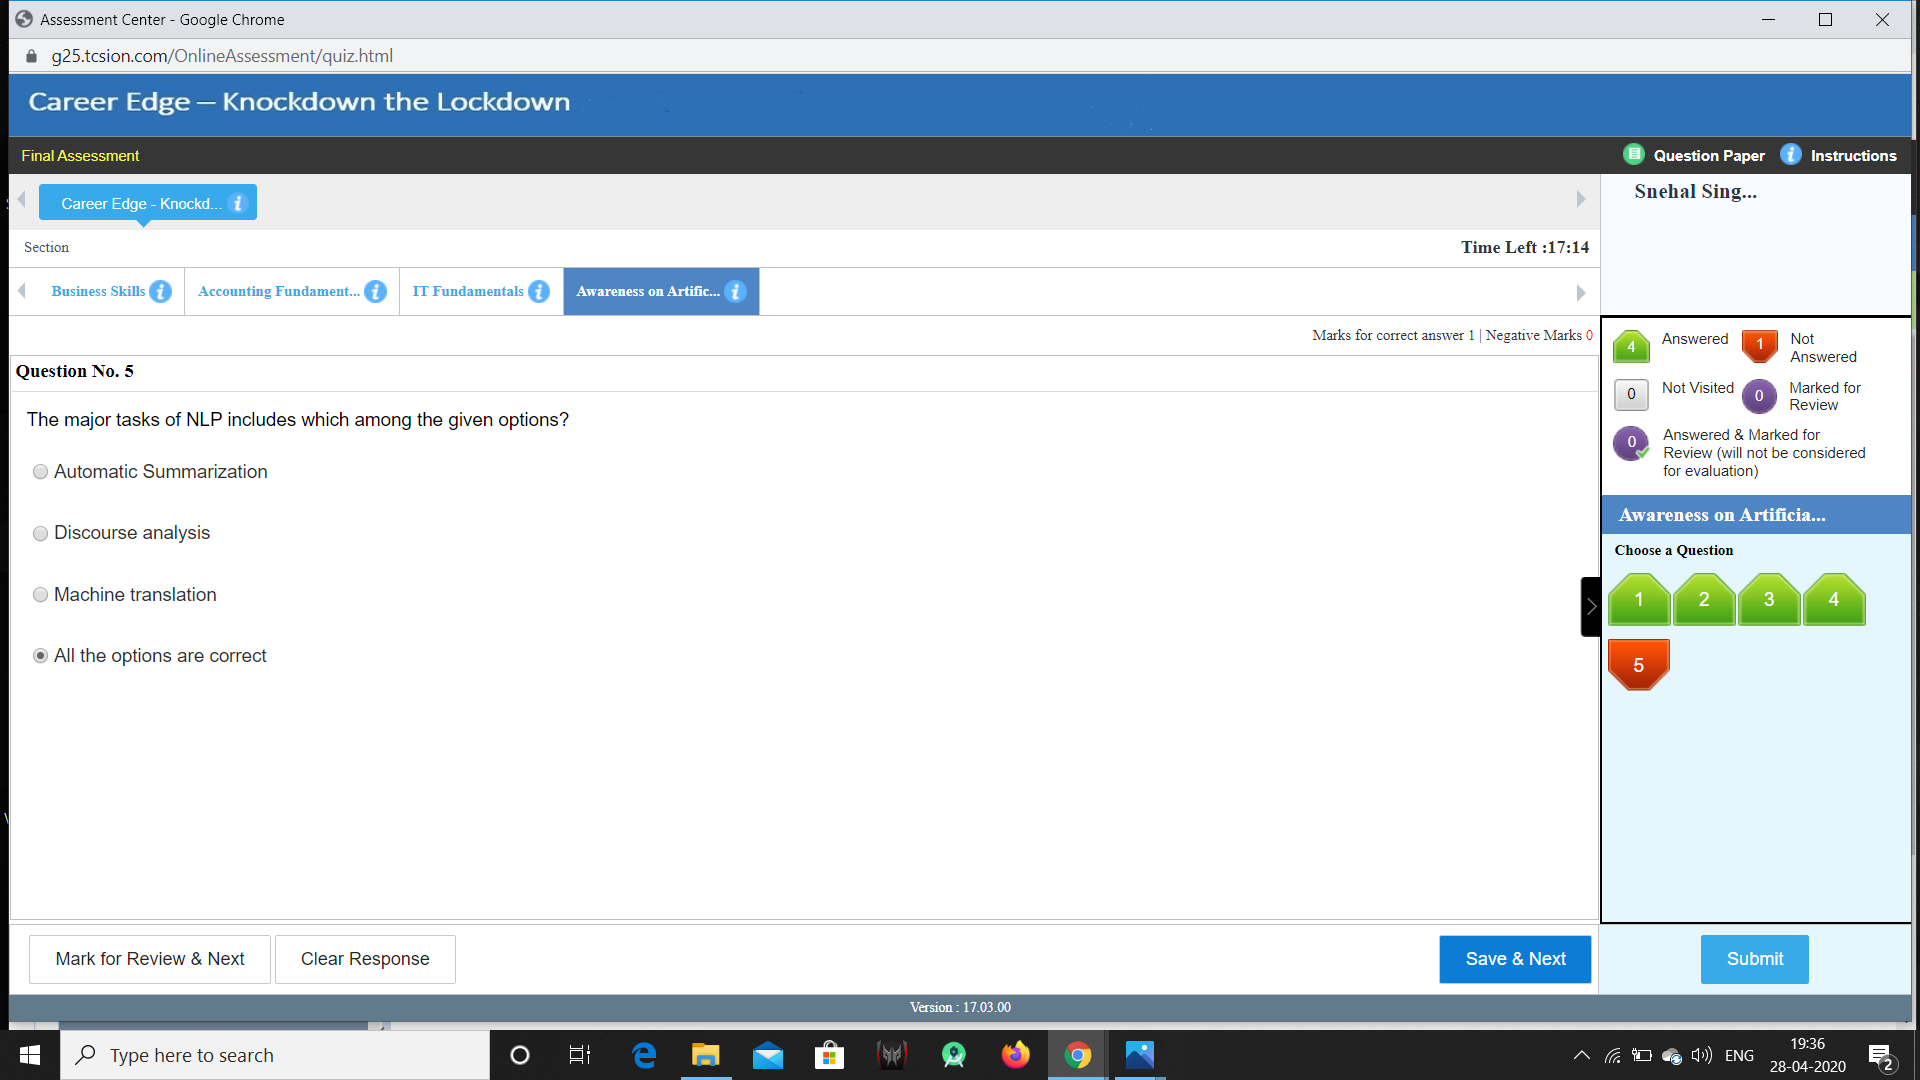 Assessment Center - Google Chrome
g25.tcsion.com/OnlineAssessment/quiz.html
Career Edge – Knockdown the Lockdown
Final Assessment
Question Paper
Instructions
Career Edge - Knockd...
Snehal Sing...
Section
Time Left :17:14
Business Skills
Accounting Fundament...
IT Fundamentals
Awareness on Artific...
Marks for correct answer 1 | Negative Marks 0
Question No. 5
The major tasks of NLP includes which among the given options?
Automatic Summarization
Discourse analysis
Machine translation
All the options are correct
4 Answered
1 Not Answered
0 Not Visited
0 Marked for Review
0 Answered & Marked for
Review (will not be considered
for evaluation)
Awareness on Artificia...
Choose a Question
1 2 3 4
5
Mark for Review & Next
Clear Response
Save & Next
Submit
Version : 17.03.00
Type here to search
ENG
19:36
28-04-2020
2